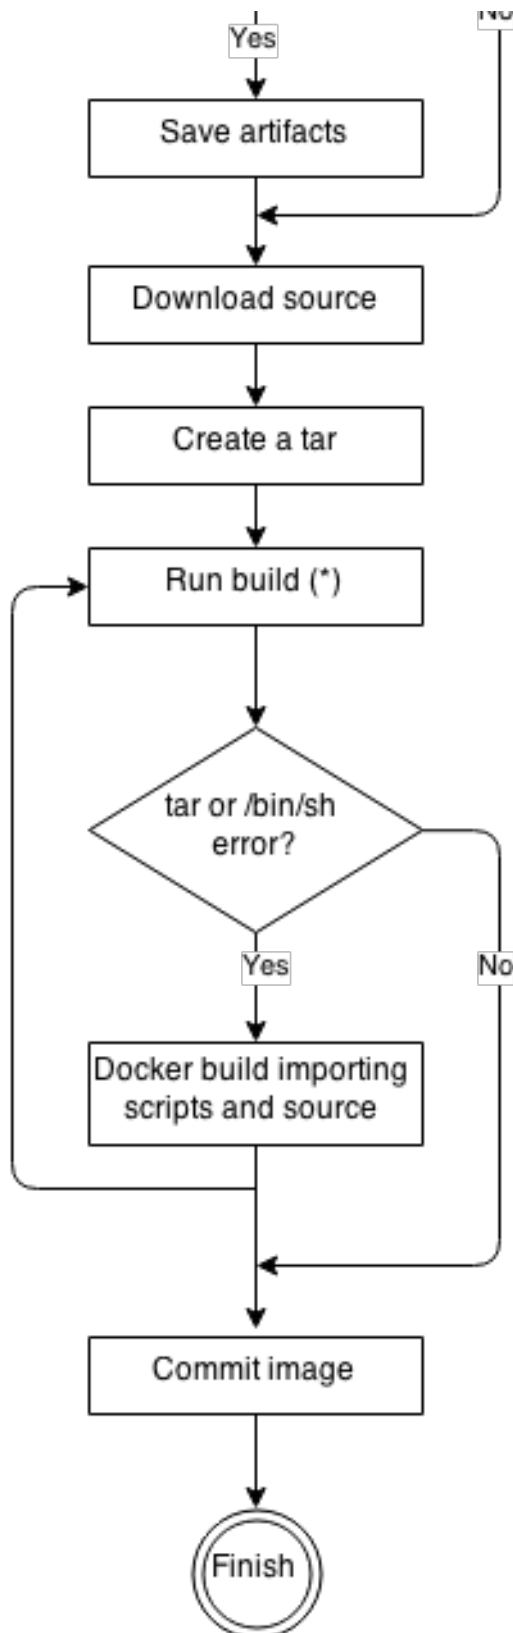 Yes
No
Save artifacts
Download source
Create a tar
Run build (*)
tar or /bin/sh
error?
Yes
No
Docker build importing
scripts and source
Commit image
Finish